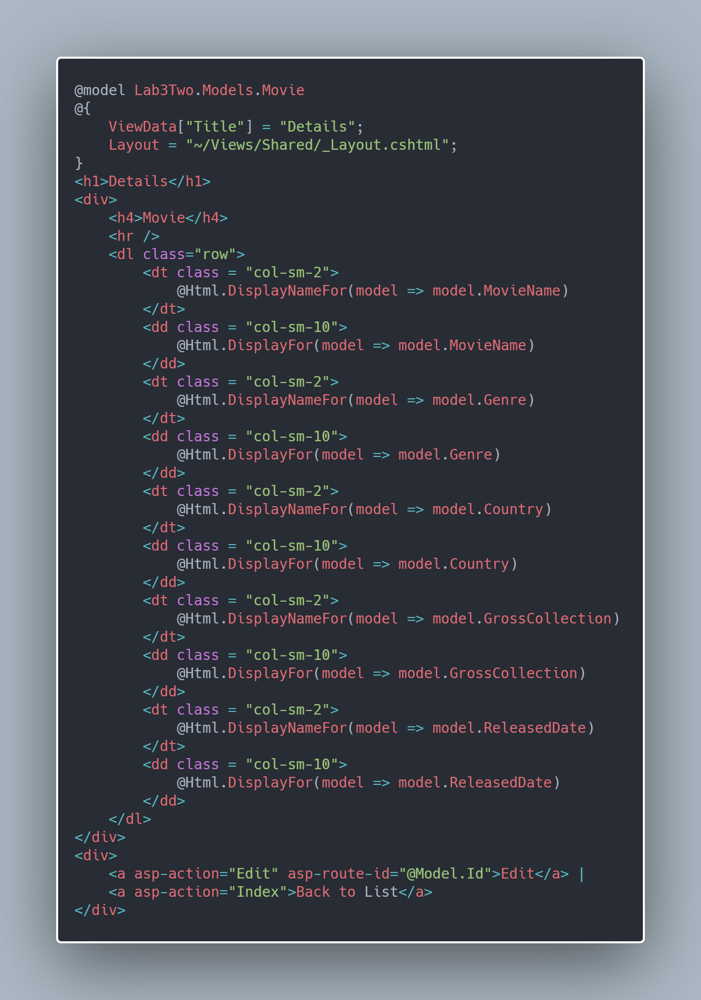 @model Lab3Two.Models.Movie
@{
    ViewData["Title"] = "Details";
    Layout = "~/Views/Shared/_Layout.cshtml";
}
<h1>Details</h1>
<div>
    <h4>Movie</h4>
    <hr />
    <dl class="row">
        <dt class = "col-sm-2">
            @Html.DisplayNameFor(model => model.MovieName)
        </dt>
        <dd class = "col-sm-10">
            @Html.DisplayFor(model => model.MovieName)
        </dd>
        <dt class = "col-sm-2">
            @Html.DisplayNameFor(model => model.Genre)
        </dt>
        <dd class = "col-sm-10">
            @Html.DisplayFor(model => model.Genre)
        </dd>
        <dt class = "col-sm-2">
            @Html.DisplayNameFor(model => model.Country)
        </dt>
        <dd class = "col-sm-10">
            @Html.DisplayFor(model => model.Country)
        </dd>
        <dt class = "col-sm-2">
            @Html.DisplayNameFor(model => model.GrossCollection)
        </dt>
        <dd class = "col-sm-10">
            @Html.DisplayFor(model => model.GrossCollection)
        </dd>
        <dt class = "col-sm-2">
            @Html.DisplayNameFor(model => model.ReleasedDate)
        </dt>
        <dd class = "col-sm-10">
            @Html.DisplayFor(model => model.ReleasedDate)
        </dd>
    </dl>
</div>
<div>
    <a asp-action="Edit" asp-route-id="@Model.Id">Edit</a> |
    <a asp-action="Index">Back to List</a>
</div>